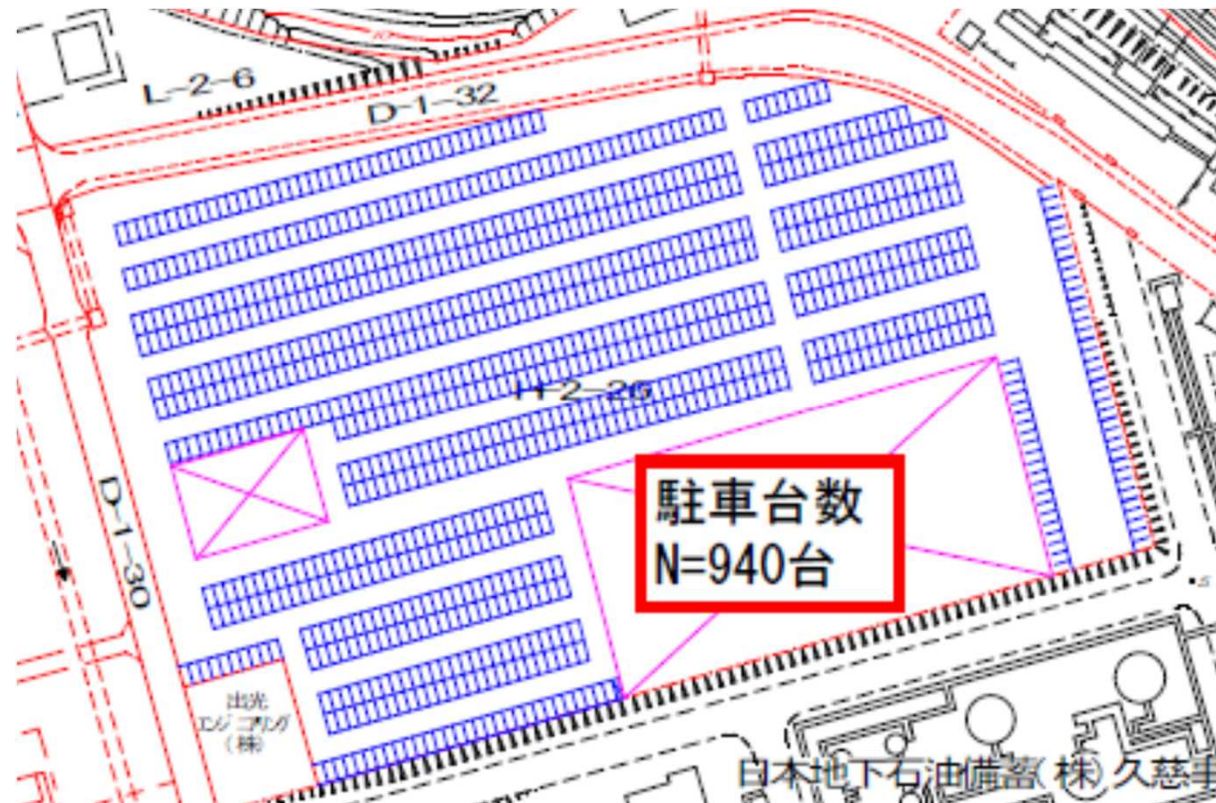 L-2-6
D-1-32
H-2-26
駐車台数
N=940台
D-1-30
出光
エンジニアリング
(株)
日本地下石油備蓄(株)久慈事